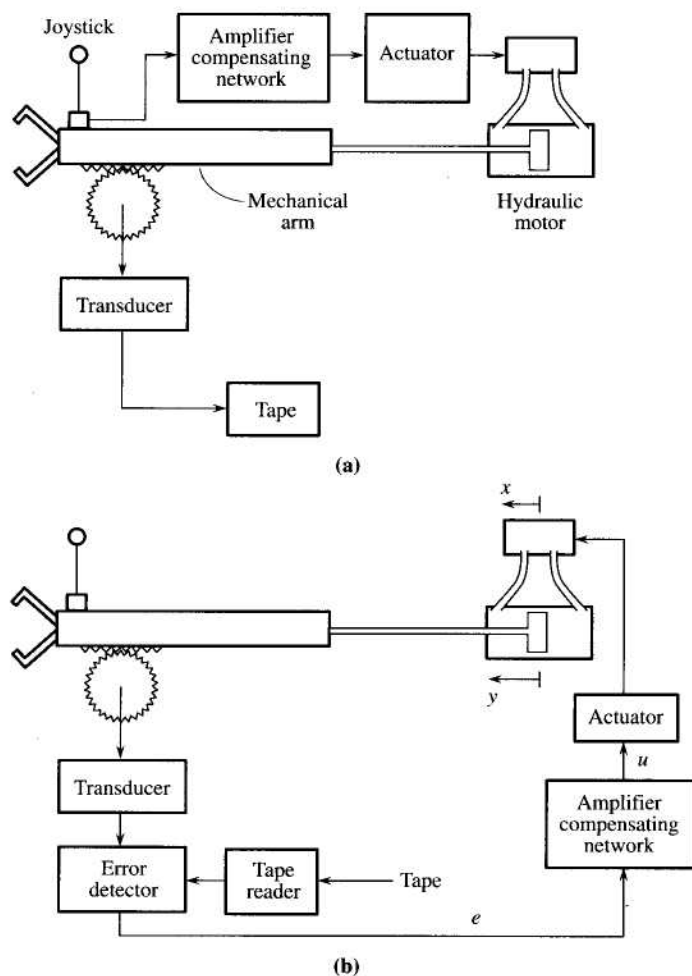 Joystick
Amplifier
compensating
network
Actuator
Mechanical
arm
Hydraulic
motor
Transducer
Tape
(a)
x
y
Actuator
u
Transducer
Amplifier
compensating
network
Error
detector
Tape
reader
Tape
e
(b)